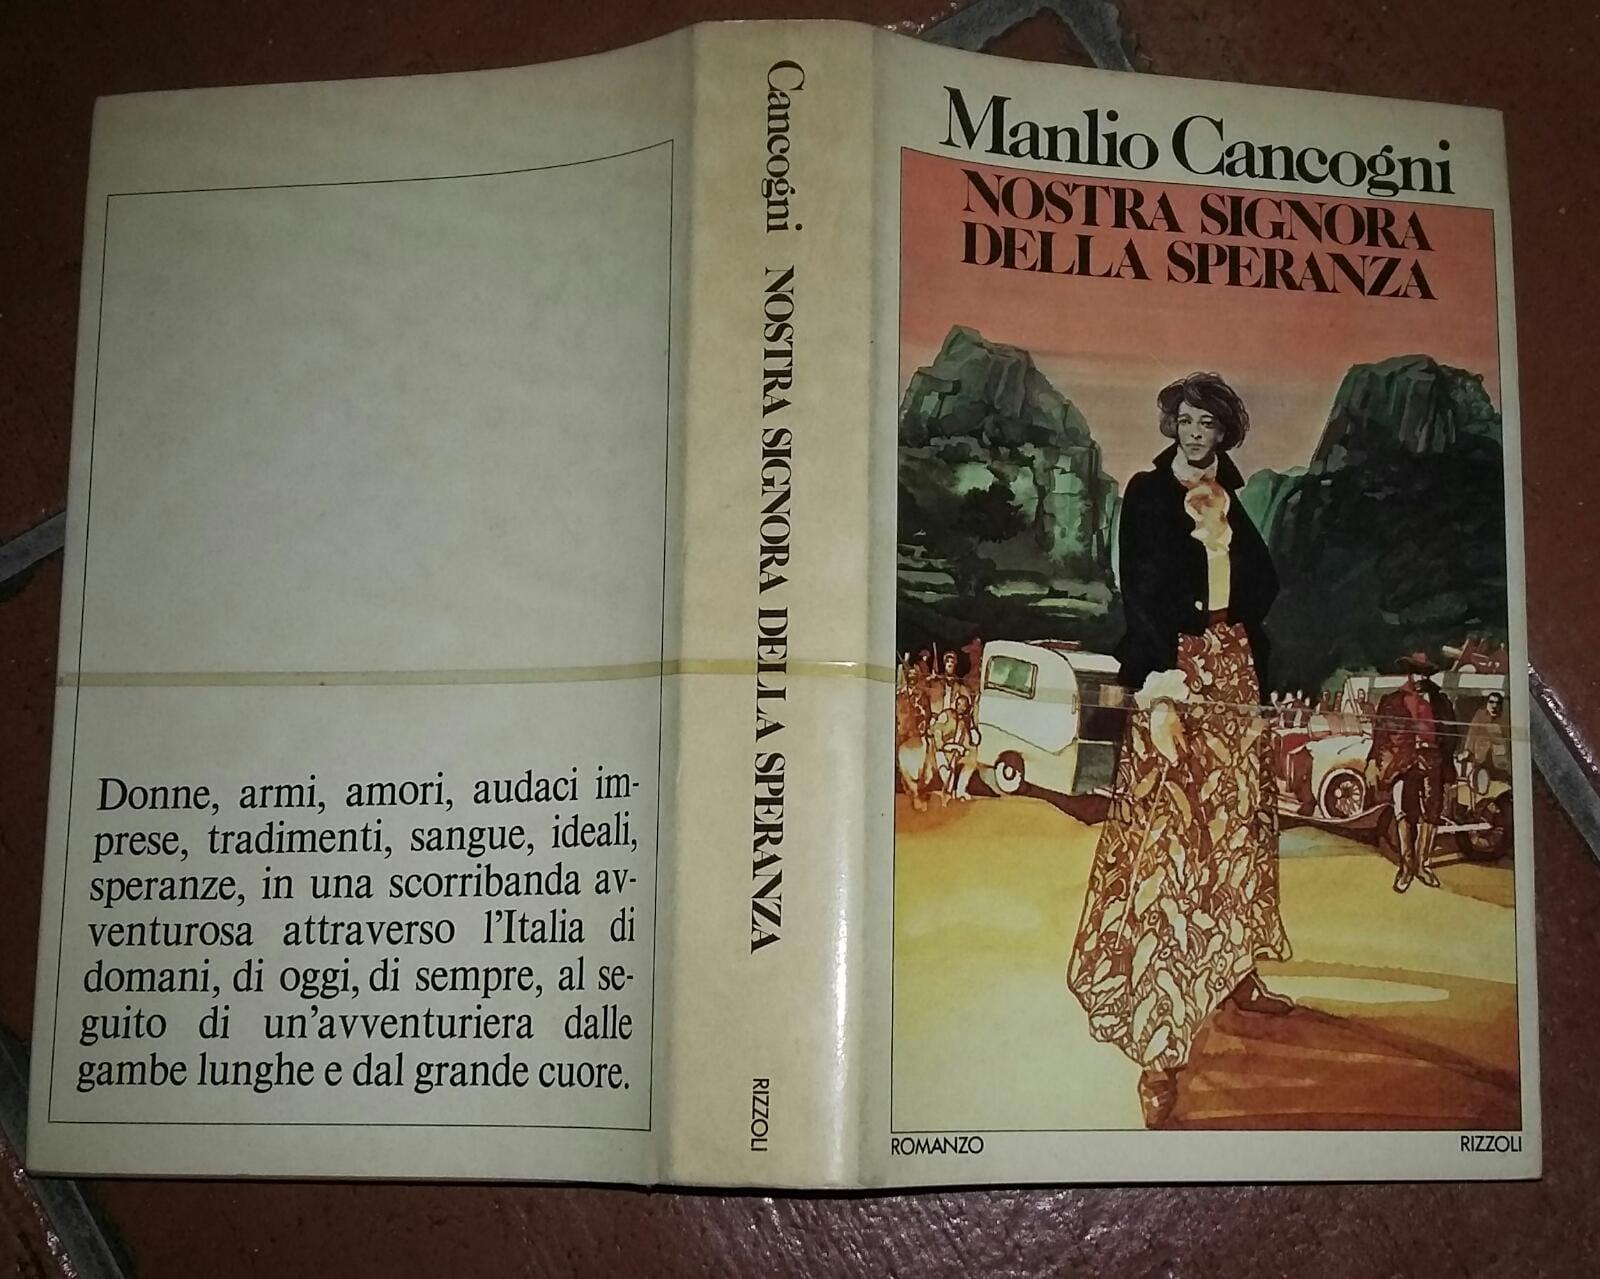 Donne, armi, amori, audaci im-
prese, tradimenti, sangue, ideali,
speranze, in una scorribanda av-
venturosa attraverso l'Italia di
domani, di oggi, di sempre, al se-
guito di un'avventuriera dalle
gambe lunghe e dal grande cuore.
Cancogni NOSTRA SIGNORA DELLA SPERANZA RIZZOLI
Manlio Cancogni
NOSTRA SIGNORA
DELLA SPERANZA
ROMANZO RIZZOLI